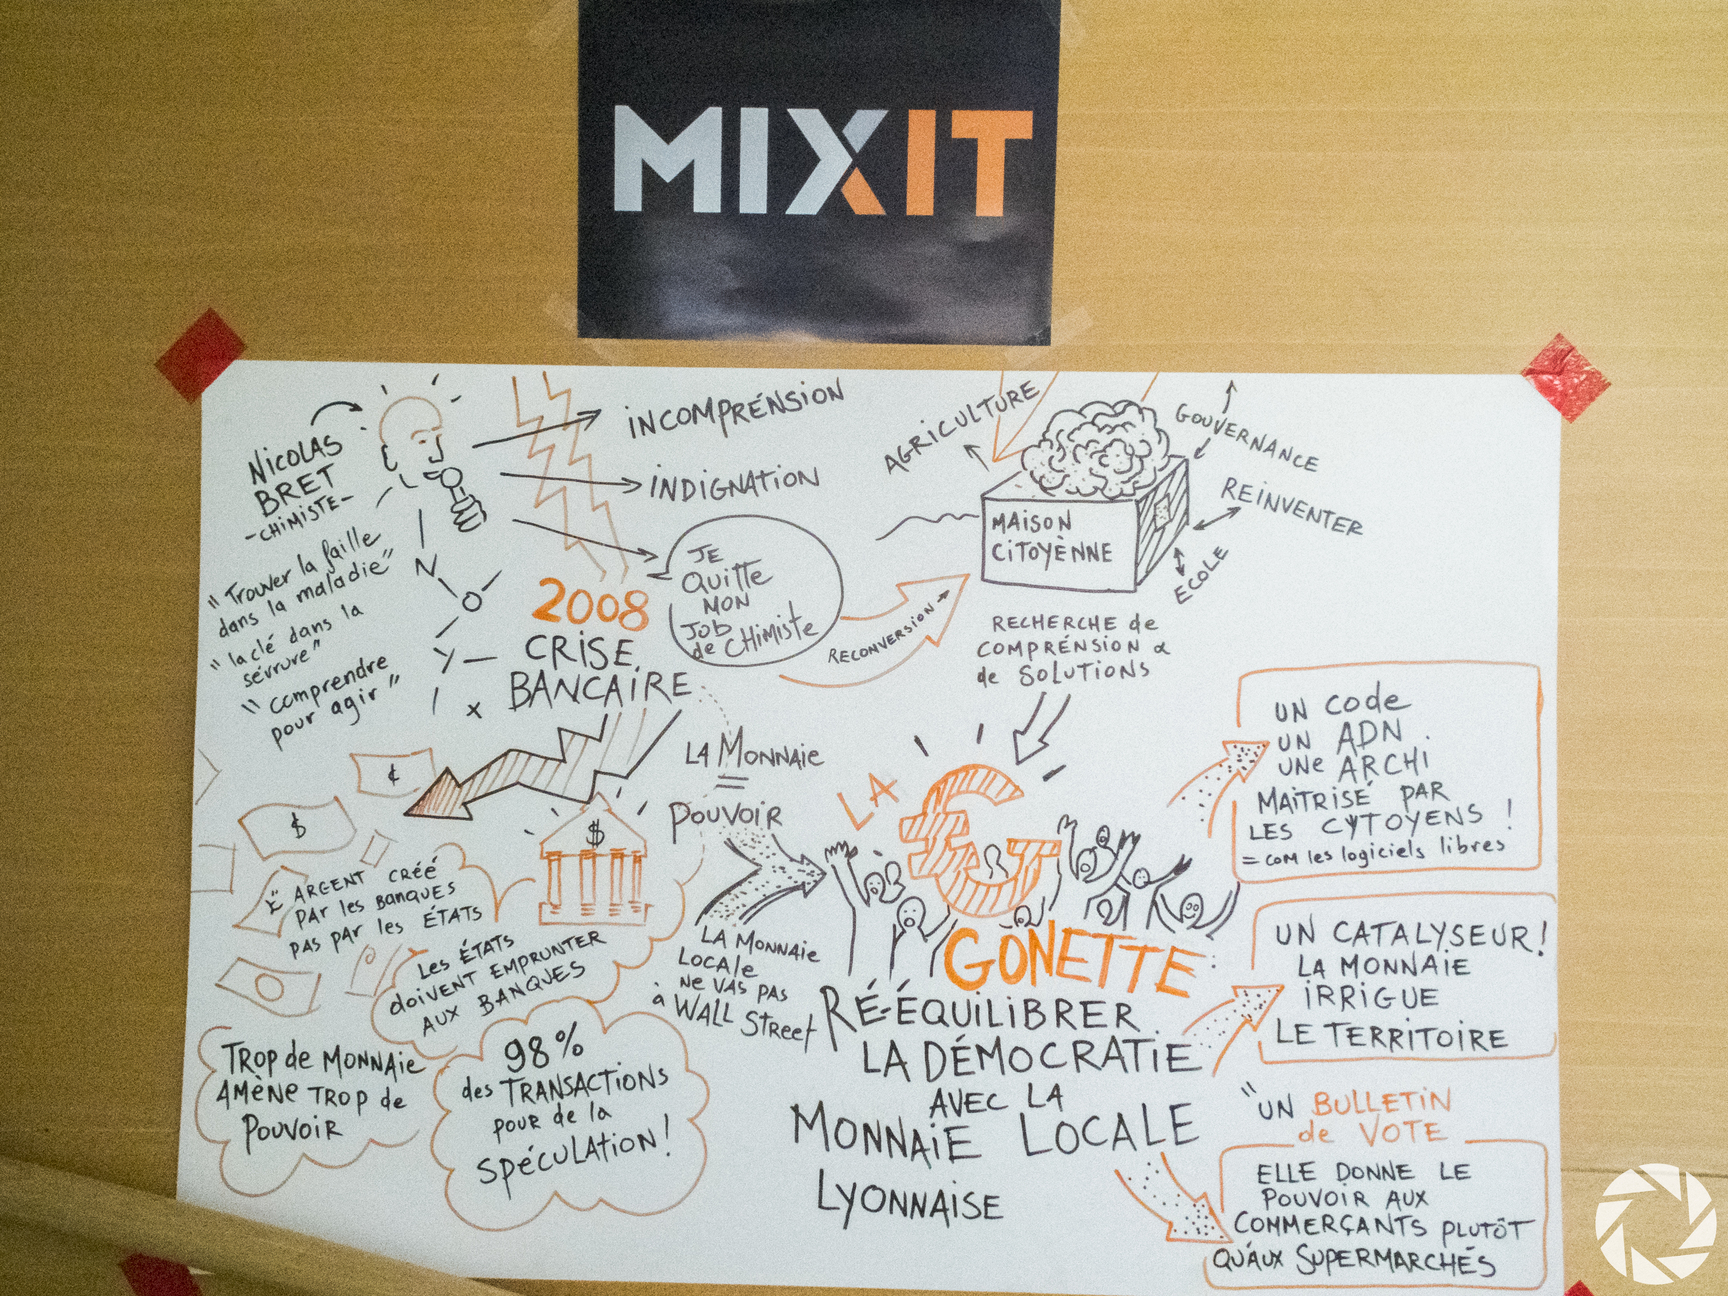 MIXIT
NICOLAS
BRET
-CHIMISTE-
"Trouver la faille
dans la maladie"
"la clé dans la
sérrure"
"comprendre
pour agir"
INCOMPRÉNSION
INDIGNATION
JE
QUITTE
MON
JOB
de CHIMISTE
2008
CRISE
BANCAIRE
RECONVERSION
AGRICULTURE
GOUVERNANCE
REINVENTER
ECOLE
MAISON
CITOYÈNNE
RECHERCHE de
COMPRÉNSION &
de SOLUTIONS
LA MONNAIE
=
POUVOIR
$
$
ARGENT CRÉÉ
PAR les BANQUES
PAS PAR les ÉTATS
Les ÉTATS
doivent EMPRUNTER
AUX BANQUES
TROP de MONNAIE
AMÈNE TROP de
POUVOIR
98%
des TRANSACTIONS
POUR de la
SPÉCULATION!
LA MONNAIE
LOCALE
NE VAS PAS
à WALL STREET
LA
GONETTE
RÉ-ÉQUILIBRER
LA DÉMOCRATIE
AVEC LA
MONNAIE LOCALE
LYONNAISE
UN CODE
UN ADN
UNE ARCHI
MAITRISÉ PAR
LES CYTOYENS !
= COM les logiciels libres
UN CATALYSEUR!
LA MONNAIE
IRRIGUE
LE TERRITOIRE
"UN BULLETIN
de VOTE
ELLE DONNE LE
POUVOIR AUX
COMMERÇANTS PLUTÔT
QU'AUX SUPERMARCHÉS